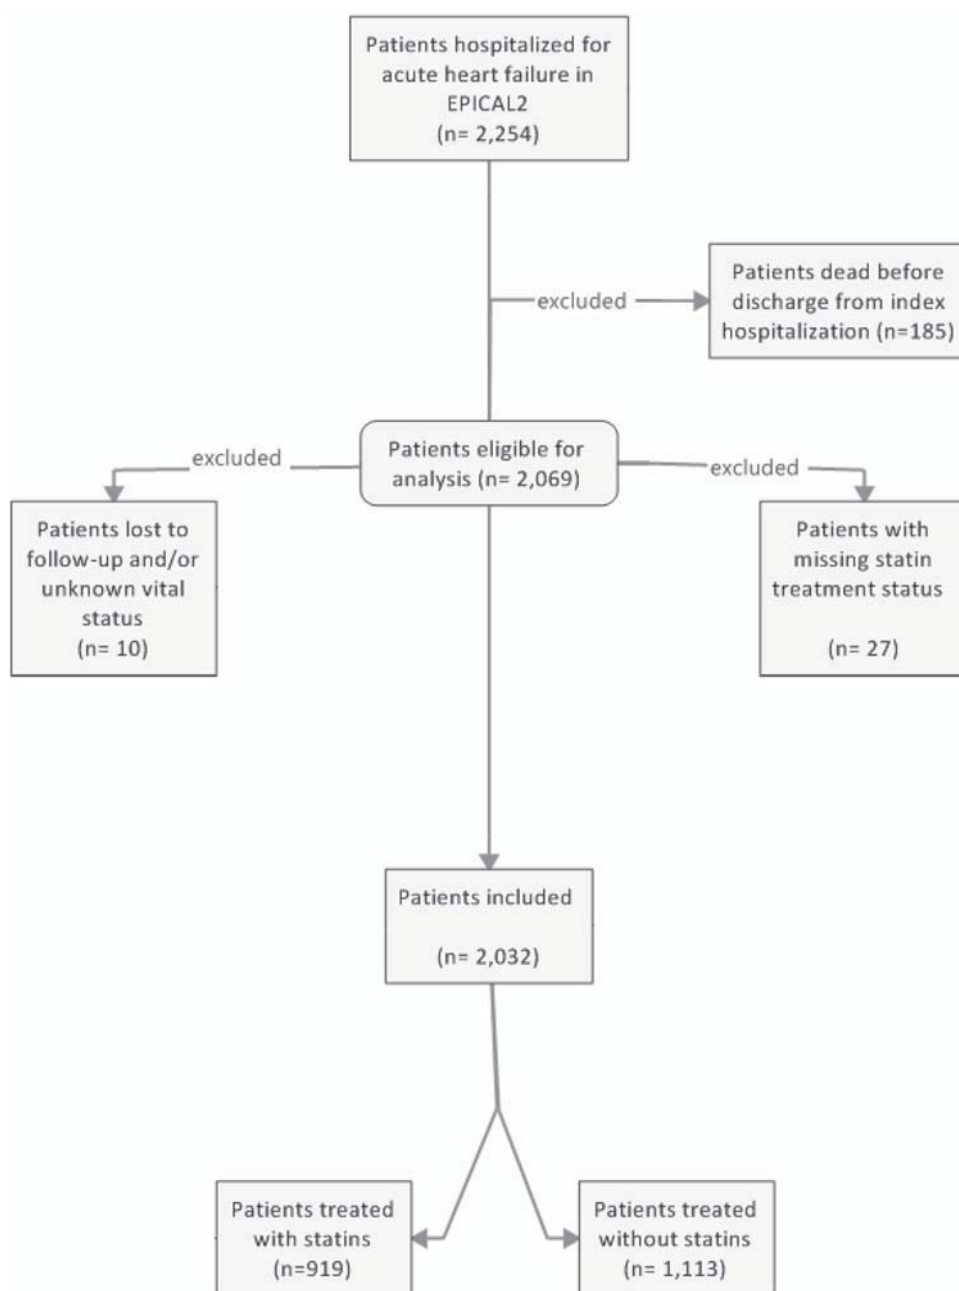 Patients hospitalized for
acute heart failure in
EPICAL2
(n= 2,254)
excluded
Patients dead before
discharge from index
hospitalization (n=185)
Patients eligible for
analysis (n= 2,069)
excluded
excluded
Patients lost to
follow-up and/or
unknown vital
status
(n= 10)
Patients with
missing statin
treatment status
(n= 27)
Patients included
(n= 2,032)
Patients treated
with statins
(n=919)
Patients treated
without statins
(n= 1,113)